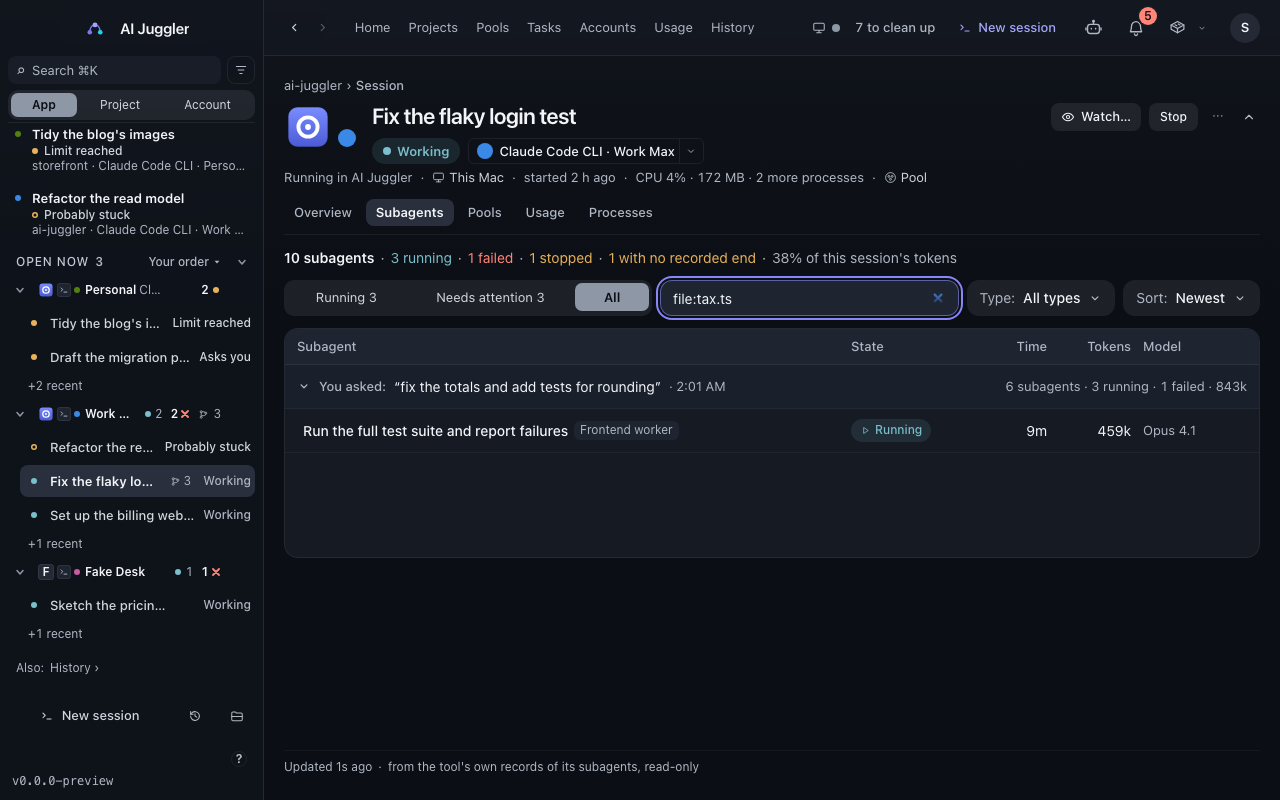 AI Juggler
Search ⌘K
App Project Account
Tidy the blog's images
Limit reached
storefront · Claude Code CLI · Perso...
Refactor the read model
Probably stuck
ai-juggler · Claude Code CLI · Work ...
OPEN NOW 3 Your order
Personal Cl... 2
Tidy the blog's i... Limit reached
Draft the migration p... Asks you
+2 recent
Work ... 2 2 3
Refactor the re... Probably stuck
Fix the flaky lo... 3 Working
Set up the billing web... Working
+1 recent
F Fake Desk 1 1
Sketch the pricin... Working
+1 recent
Also: History ›
New session
?
v0.0.0-preview
Home Projects Pools Tasks Accounts Usage History 7 to clean up New session 5 S
ai-juggler › Session
Fix the flaky login test
Watch... Stop ···
Working Claude Code CLI · Work Max
Running in AI Juggler · This Mac · started 2 h ago · CPU 4% · 172 MB · 2 more processes · Pool
Overview Subagents Pools Usage Processes
10 subagents · 3 running · 1 failed · 1 stopped · 1 with no recorded end · 38% of this session's tokens
Running 3 Needs attention 3 All file:tax.ts Type: All types Sort: Newest
Subagent State Time Tokens Model
You asked: “fix the totals and add tests for rounding” · 2:01 AM 6 subagents · 3 running · 1 failed · 843k
Run the full test suite and report failures Frontend worker Running 9m 459k Opus 4.1
Updated 1s ago · from the tool's own records of its subagents, read-only